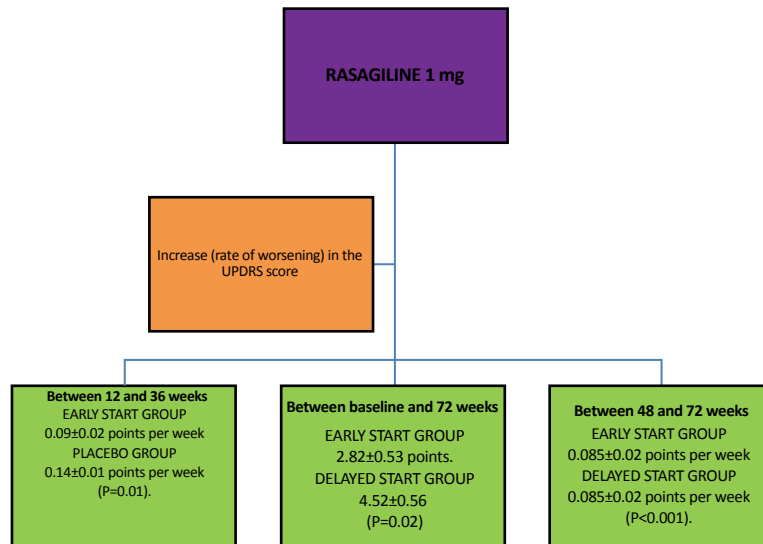 RASAGILINE 1 mg
Increase (rate of worsening) in the
UPDRS score
Between 12 and 36 weeks
EARLY START GROUP
0.09±0.02 points per week
PLACEBO GROUP
0.14±0.01 points per week
(P=0.01).
Between baseline and 72 weeks
EARLY START GROUP
2.82±0.53 points.
DELAYED START GROUP
4.52±0.56
(P=0.02)
Between 48 and 72 weeks
EARLY START GROUP
0.085±0.02 points per week
DELAYED START GROUP
0.085±0.02 points per week
(P<0.001).